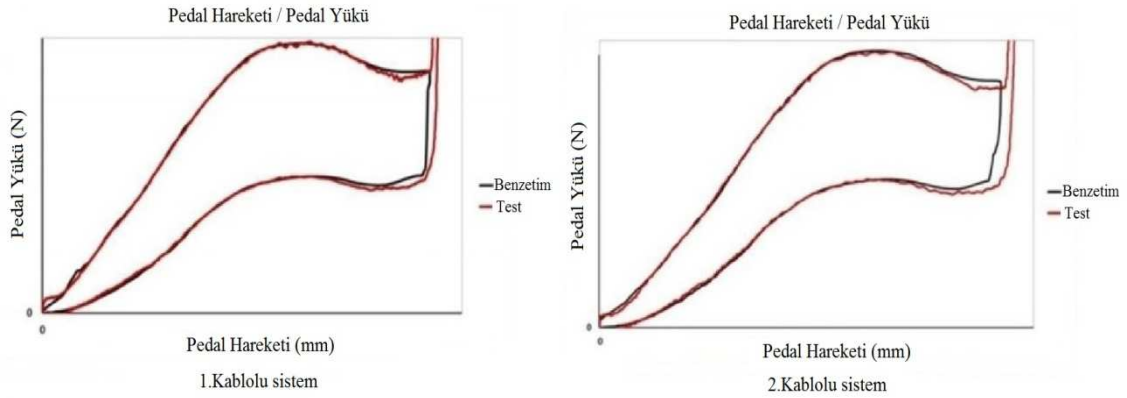 Pedal Hareketi / Pedal Yükü
Pedal Yükü (N)
Benzetim
Test
0
0
Pedal Hareketi (mm)
1.Kablolu sistem
Pedal Hareketi / Pedal Yükü
Pedal Yükü (N)
Benzetim
Test
0
0
Pedal Hareketi (mm)
2.Kablolu sistem